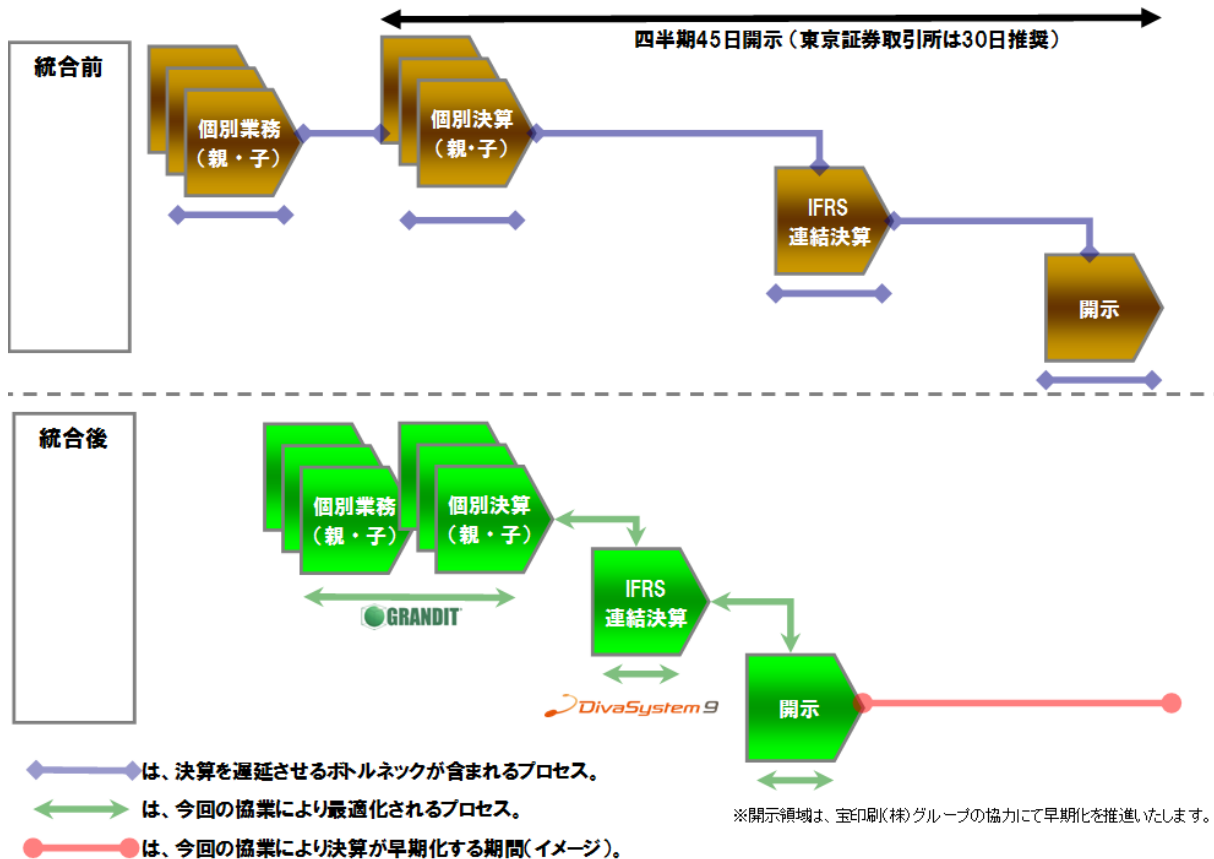 四半期45日開示（東京証券取引所は30日推奨）
統合前
個別業務
（親・子）
個別決算
（親・子）
IFRS
連結決算
開示
統合後
個別業務
（親・子）
個別決算
（親・子）
GRANDIT
IFRS
連結決算
DivaSystem 9
開示
は、決算を遅延させるボトルネックが含まれるプロセス。
は、今回の協業により最適化されるプロセス。
は、今回の協業により決算が早期化する期間（イメージ）。
※開示領域は、宝印刷（株）グループの協力にて早期化を推進いたします。